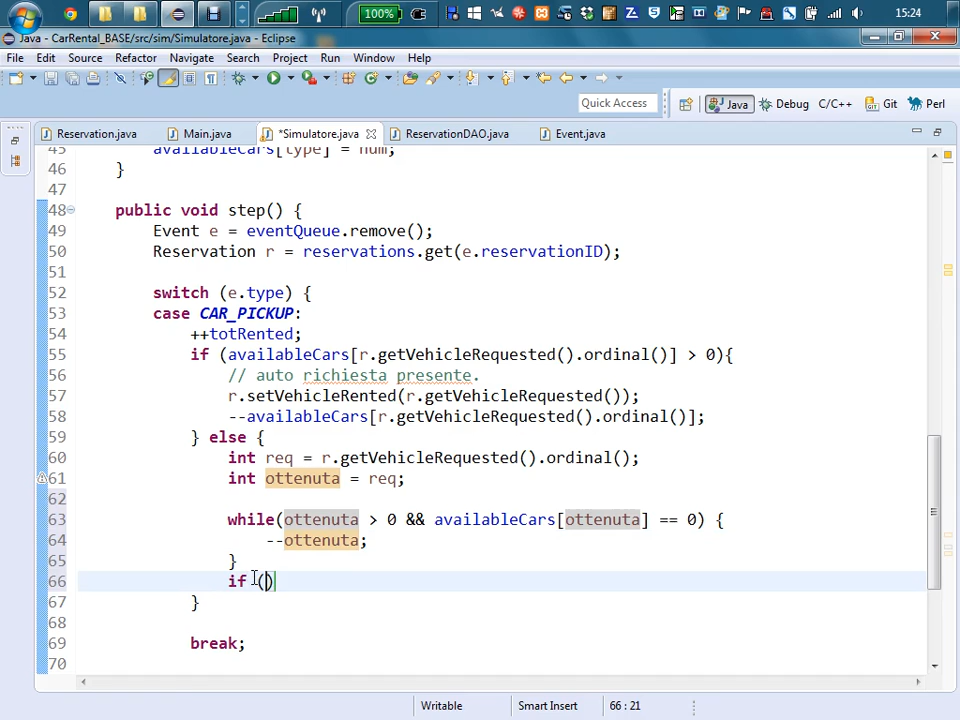 100%
15:24
Java - CarRental_BASE/src/sim/Simulatore.java - Eclipse
File Edit Source Refactor Navigate Search Project Run Window Help
Quick Access Java Debug C/C++ Git Perl
Reservation.java Main.java *Simulatore.java ReservationDAO.java Event.java
45 availableCars[type] = num;
46 }
47
48 public void step() {
49 Event e = eventQueue.remove();
50 Reservation r = reservations.get(e.reservationID);
51
52 switch (e.type) {
53 case CAR_PICKUP:
54 ++totRented;
55 if (availableCars[r.getVehicleRequested().ordinal()] > 0){
56 // auto richiesta presente.
57 r.setVehicleRented(r.getVehicleRequested());
58 --availableCars[r.getVehicleRequested().ordinal()];
59 } else {
60 int req = r.getVehicleRequested().ordinal();
61 int ottenuta = req;
62
63 while(ottenuta > 0 && availableCars[ottenuta] == 0) {
64 --ottenuta;
65 }
66 if ()
67 }
68
69 break;
70
Writable Smart Insert 66 : 21